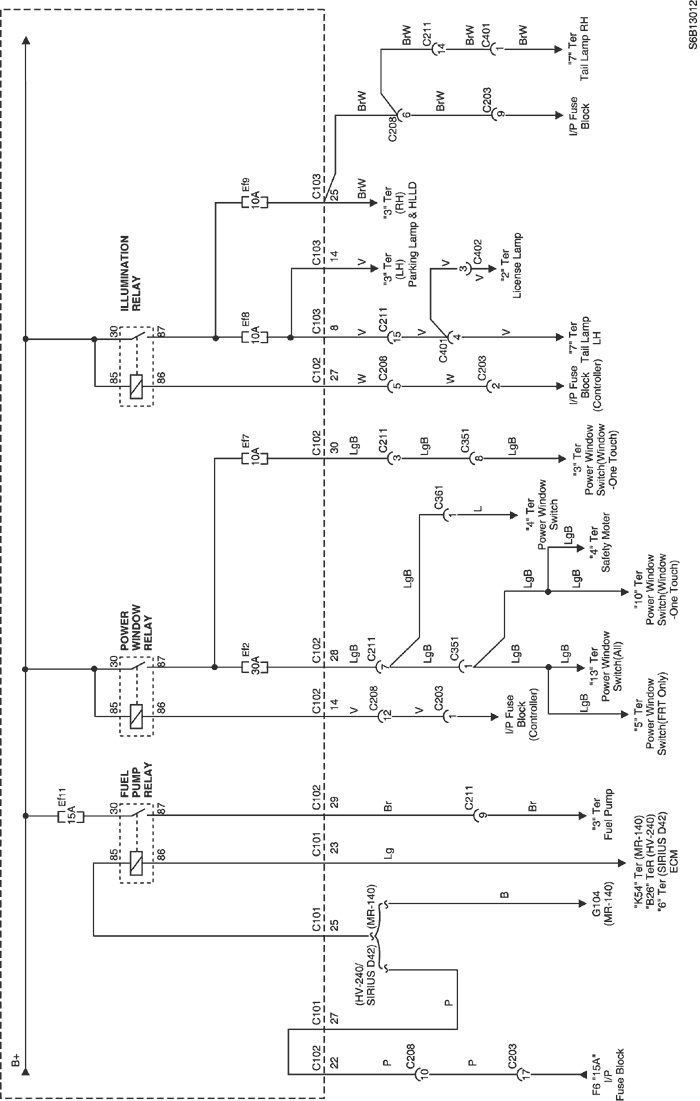 S6B13012
B+
Ef11
15A
FUEL
PUMP
RELAY
85
30
86
87
POWER
WINDOW
RELAY
85
30
86
87
ILLUMINATION
RELAY
85
30
86
87
Ef2
30A
Ef7
10A
Ef8
10A
Ef9
10A
C102
22
C101
27
C101
25
C101
23
C102
29
C102
14
C102
28
C102
30
C102
27
C103
8
C103
14
C103
25
P
C208
10
P
C203
17
F6 "15A"
I/P
Fuse Block
P
(HV-240/
SIRIUS D42)
(MR-140)
B
G104
(MR-140)
Lg
"K54" Ter (MR-140)
"B26" TeR (HV-240)
"6" Ter (SIRIUS D42)
ECM
Br
C211
9
Br
"3" Ter
Fuel Pump
V
C208
12
V
C203
1
I/P Fuse
Block
(Controller)
LgB
C211
7
LgB
C351
1
LgB
LgB
LgB
"5" Ter
Power Window
Switch(FRT Only)
"13" Ter
Power Window
Switch(All)
LgB
LgB
"10" Ter
Power Window
Switch(Window
-One Touch)
LgB
"4" Ter
Safety Moter
LgB
C361
1
L
"4" Ter
Power Window
Switch
LgB
C211
3
LgB
C351
8
LgB
"3" Ter
Power Window
Switch(Window
-One Touch)
W
C208
5
W
C203
2
I/P Fuse
Block
(Controller)
V
C211
15
V
C401
4
V
"7" Ter
Tail Lamp
LH
V
3
C402
V
"2" Ter
License Lamp
V
"3" Ter
(LH)
Parking Lamp & HLLD
BrW
"3" Ter
(RH)
BrW
C208
6
BrW
C203
9
I/P Fuse
Block
BrW
C211
14
BrW
C401
1
BrW
"7" Ter
Tail Lamp RH